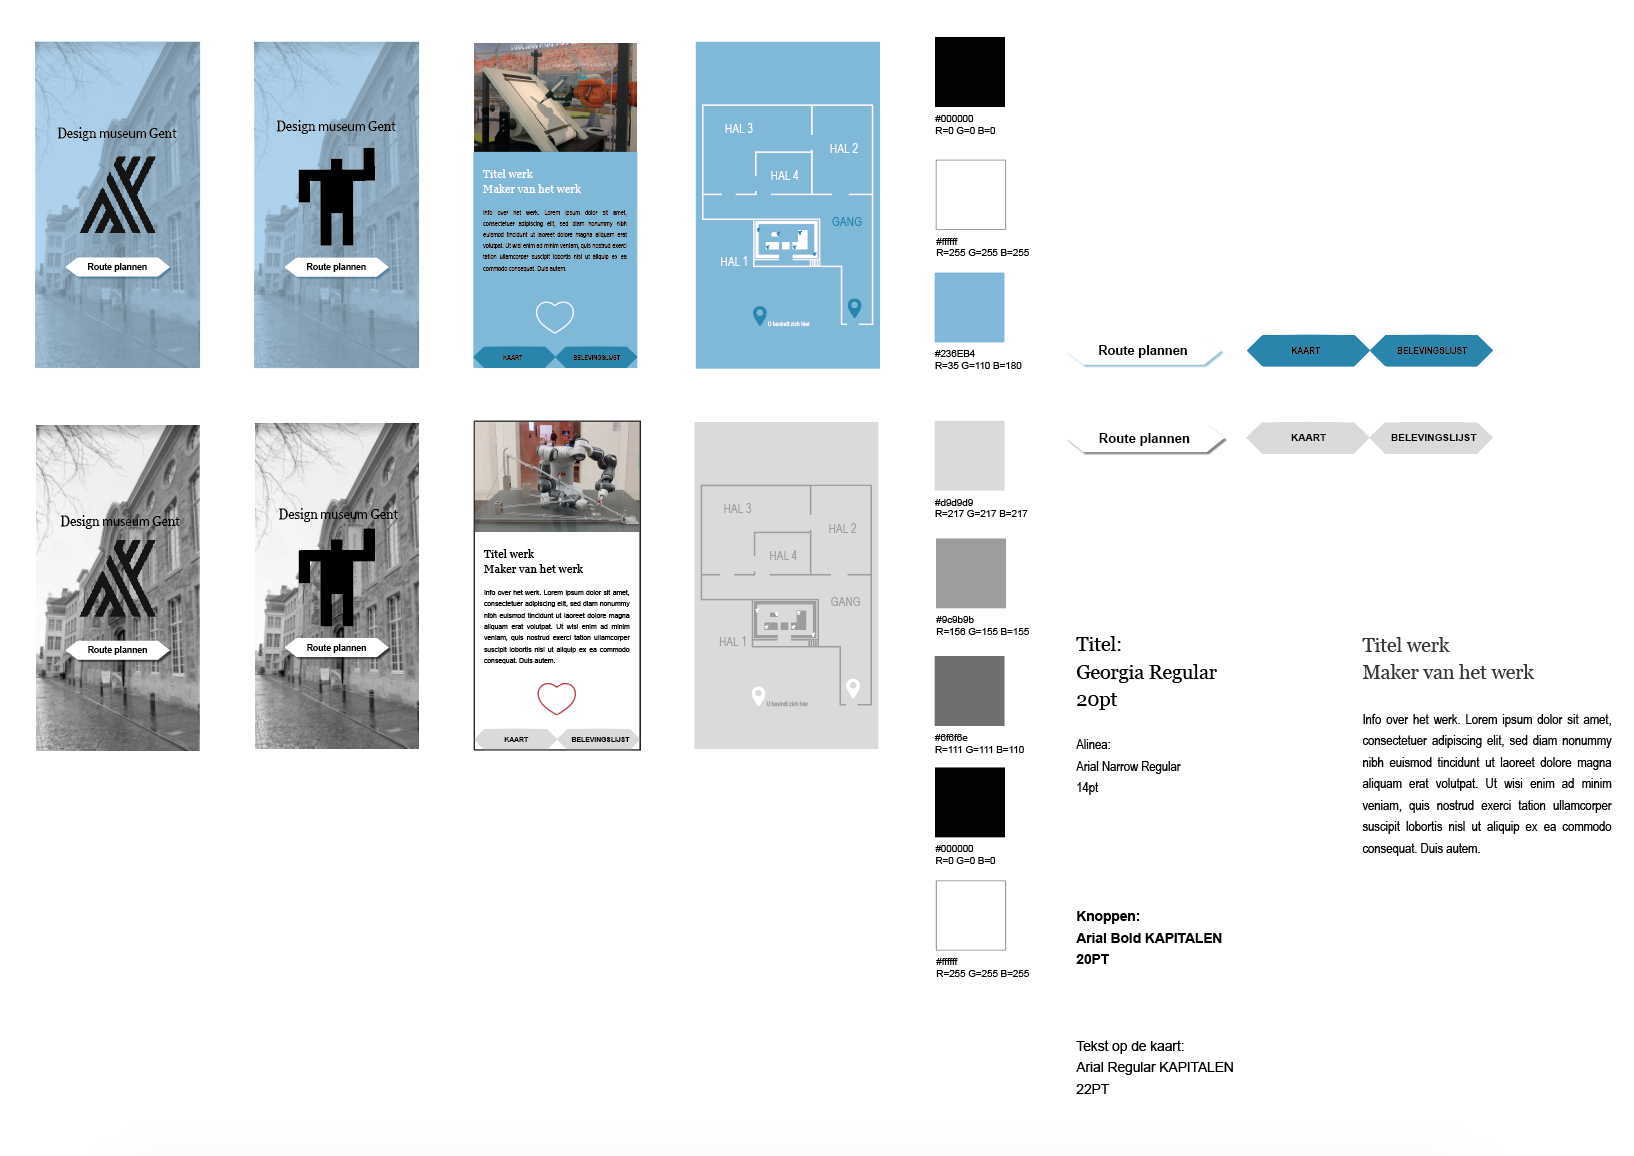 Design museum Gent
Route plannen
Design museum Gent
Route plannen
Titel werk
Maker van het werk
Info over het werk. Lorem ipsum dolor sit amet,
consectetuer adipiscing elit, sed diam nonummy nibh
euismod tincidunt ut laoreet dolore magna aliquam erat
volutpat. Ut wisi enim ad minim veniam, quis nostrud exerci
tation ullamcorper suscipit lobortis nisl ut aliquip ex ea
commodo consequat. Duis autem.
KAART
BELEVINGSLIJST
HAL 3
HAL 2
HAL 4
GANG
HAL 1
U bevindt zich hier
#000000
R=0 G=0 B=0
#ffffff
R=255 G=255 B=255
#236EB4
R=35 G=110 B=180
Route plannen
KAART
BELEVINGSLIJST
Design museum Gent
Route plannen
Design museum Gent
Route plannen
Titel werk
Maker van het werk
Info over het werk. Lorem ipsum dolor sit amet,
consectetuer adipiscing elit, sed diam nonummy
nibh euismod tincidunt ut laoreet dolore magna
aliquam erat volutpat. Ut wisi enim ad minim
veniam, quis nostrud exerci tation ullamcorper
suscipit lobortis nisl ut aliquip ex ea commodo
consequat. Duis autem.
KAART
BELEVINGSLIJST
HAL 3
HAL 2
HAL 4
GANG
HAL 1
U bevindt zich hier
Route plannen
KAART
BELEVINGSLIJST
#d9d9d9
R=217 G=217 B=217
#9c9b9b
R=156 G=155 B=155
#6f6f6e
R=111 G=111 B=110
#000000
R=0 G=0 B=0
#ffffff
R=255 G=255 B=255
Titel:
Georgia Regular
20pt
Alinea:
Arial Narrow Regular
14pt
Knoppen:
Arial Bold KAPITALEN
20PT
Tekst op de kaart:
Arial Regular KAPITALEN
22PT
Titel werk
Maker van het werk
Info over het werk. Lorem ipsum dolor sit amet,
consectetuer adipiscing elit, sed diam nonummy
nibh euismod tincidunt ut laoreet dolore magna
aliquam erat volutpat. Ut wisi enim ad minim
veniam, quis nostrud exerci tation ullamcorper
suscipit lobortis nisl ut aliquip ex ea commodo
consequat. Duis autem.